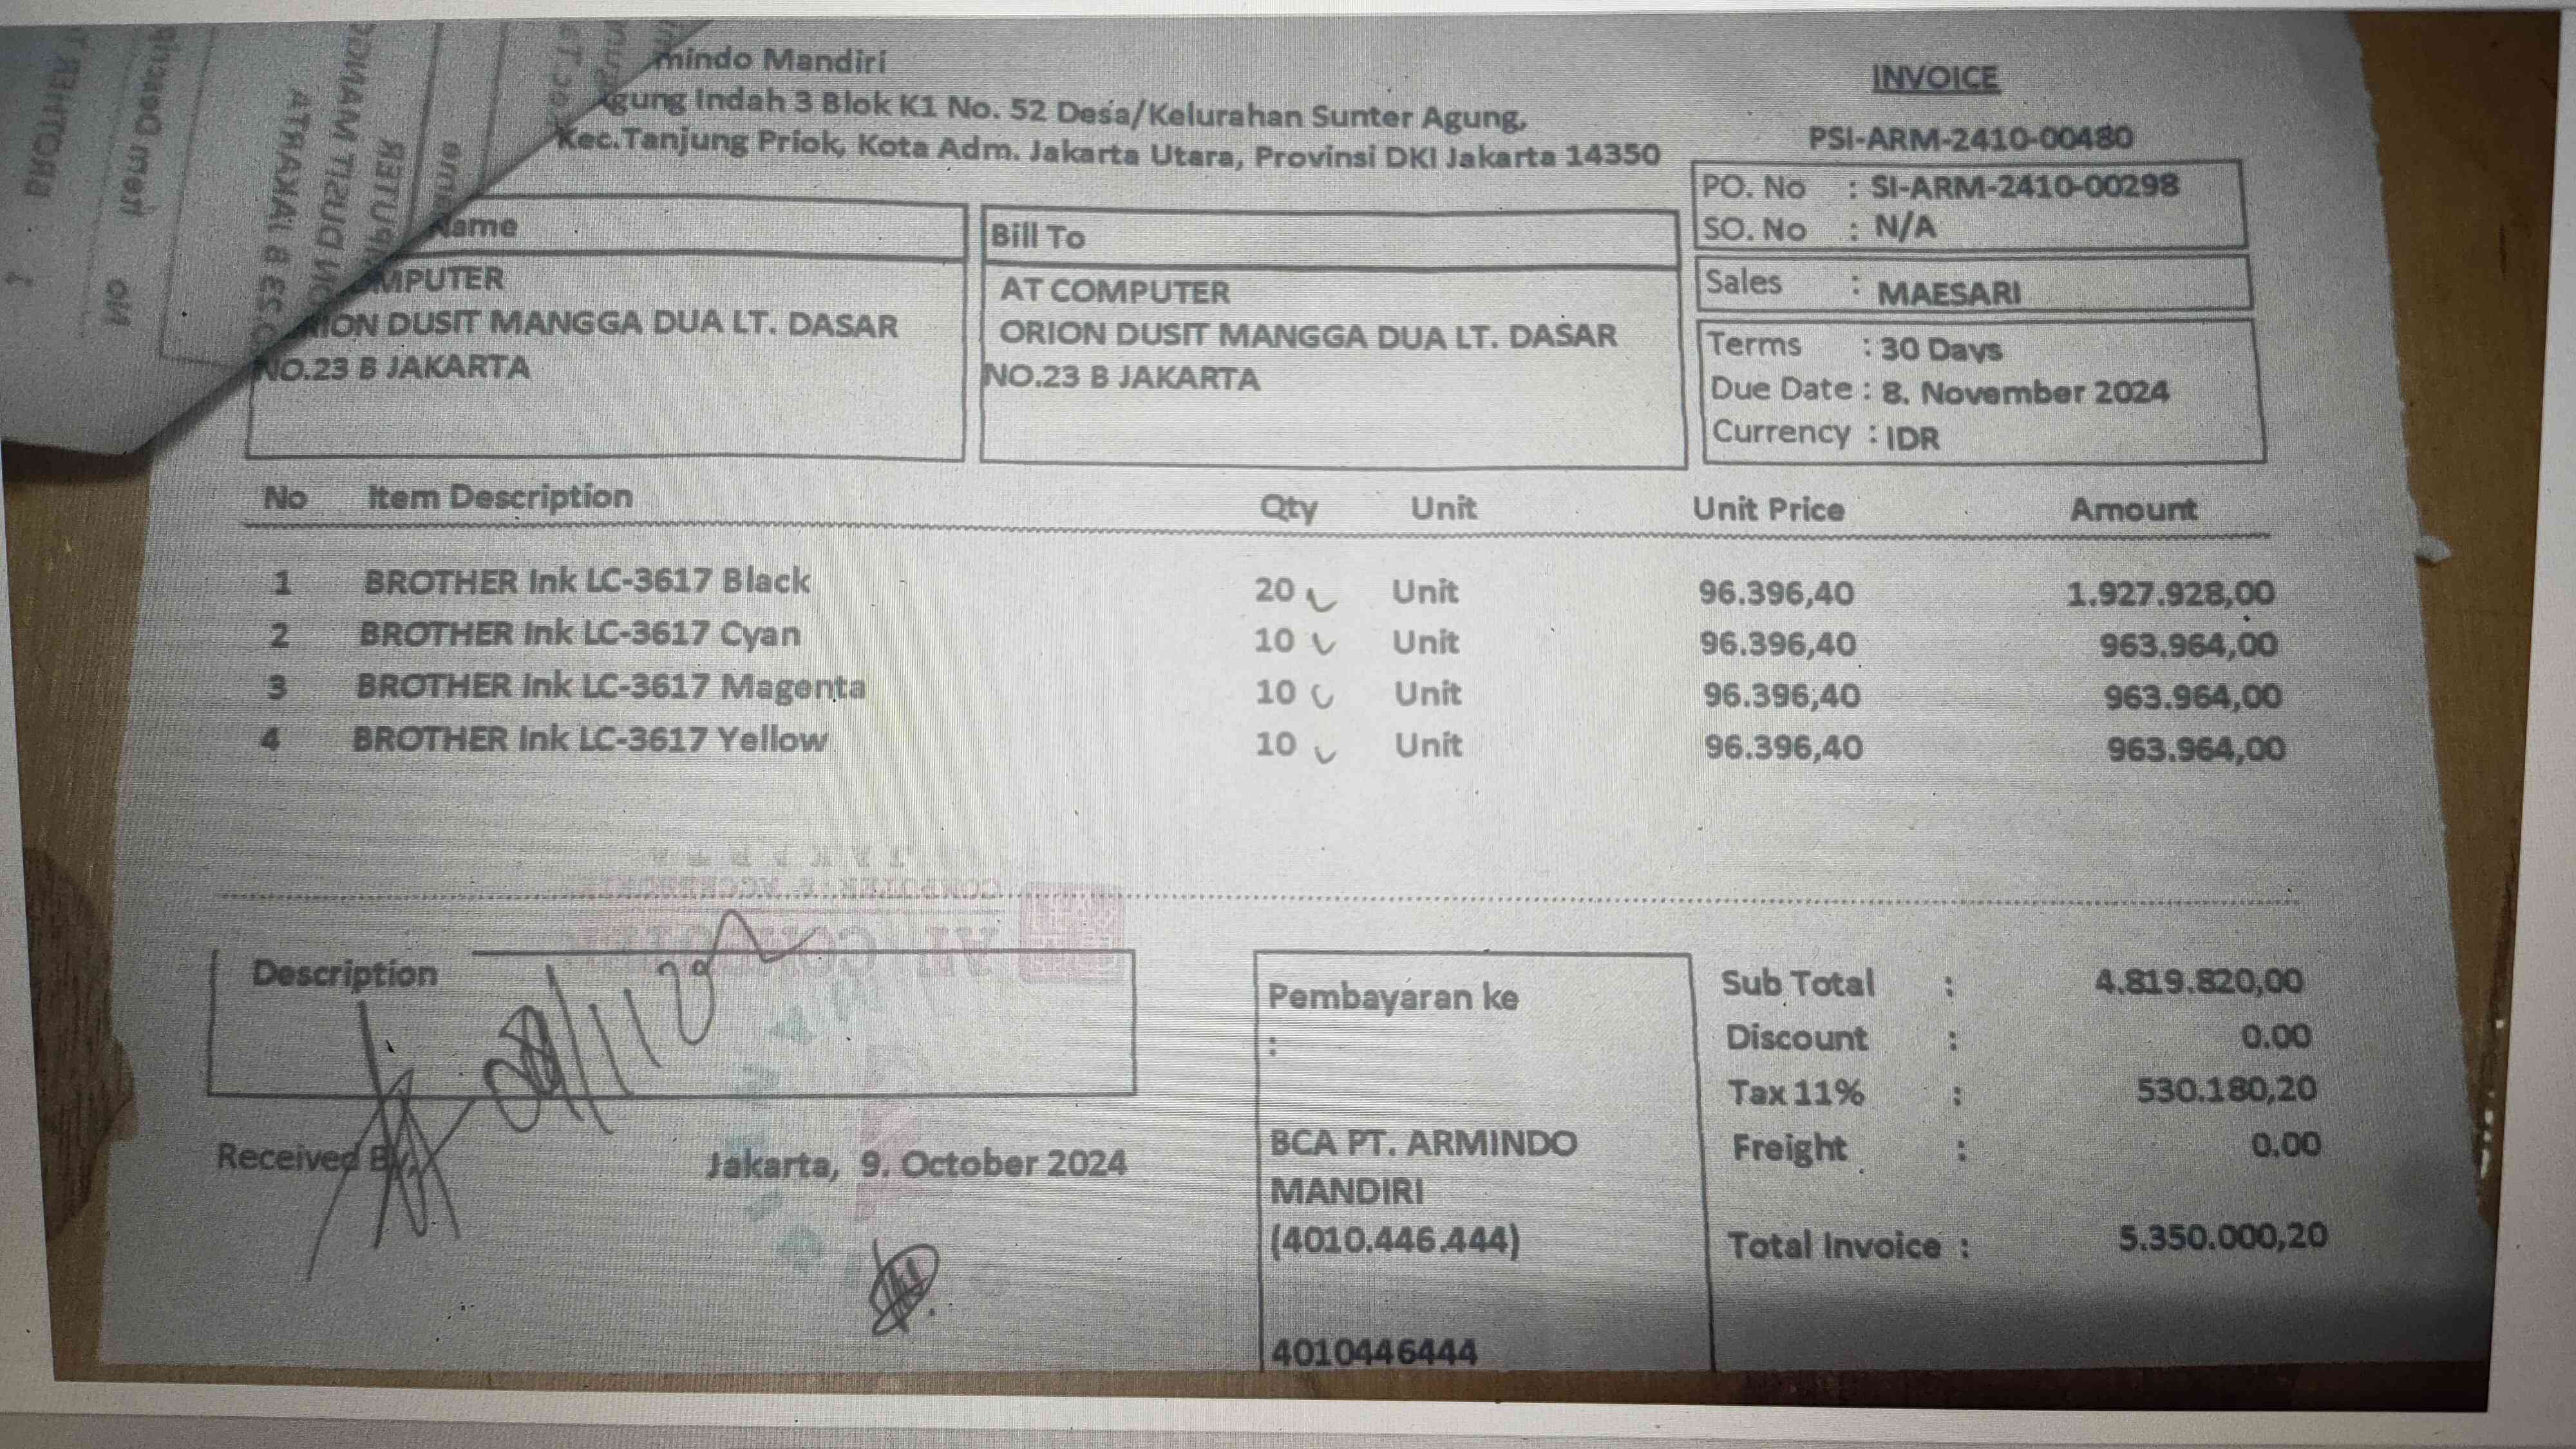 mindo Mandiri
Agung Indah 3 Blok K1 No. 52 Desa/Kelurahan Sunter Agung,
Kec.Tanjung Priok, Kota Adm. Jakarta Utara, Provinsi DKI Jakarta 14350
INVOICE
PSI-ARM-2410-00480
PO. No : SI-ARM-2410-00298
SO. No : N/A
Sales : MAESARI
Terms : 30 Days
Due Date : 8. November 2024
Currency : IDR
Name
MPUTER
ION DUSIT MANGGA DUA LT. DASAR
NO.23 B JAKARTA
Bill To
AT COMPUTER
ORION DUSIT MANGGA DUA LT. DASAR
NO.23 B JAKARTA
No Item Description Qty Unit Unit Price Amount
1 BROTHER Ink LC-3617 Black 20 Unit 96.396,40 1.927.928,00
2 BROTHER Ink LC-3617 Cyan 10 Unit 96.396,40 963.964,00
3 BROTHER Ink LC-3617 Magenta 10 Unit 96.396,40 963.964,00
4 BROTHER Ink LC-3617 Yellow 10 Unit 96.396,40 963.964,00
Description
Received By,
Jakarta, 9. October 2024
Pembayaran ke
:
BCA PT. ARMINDO
MANDIRI
(4010.446.444)
4010446444
Sub Total : 4.819.820,00
Discount : 0.00
Tax 11% : 530.180,20
Freight : 0.00
Total Invoice : 5.350.000,20